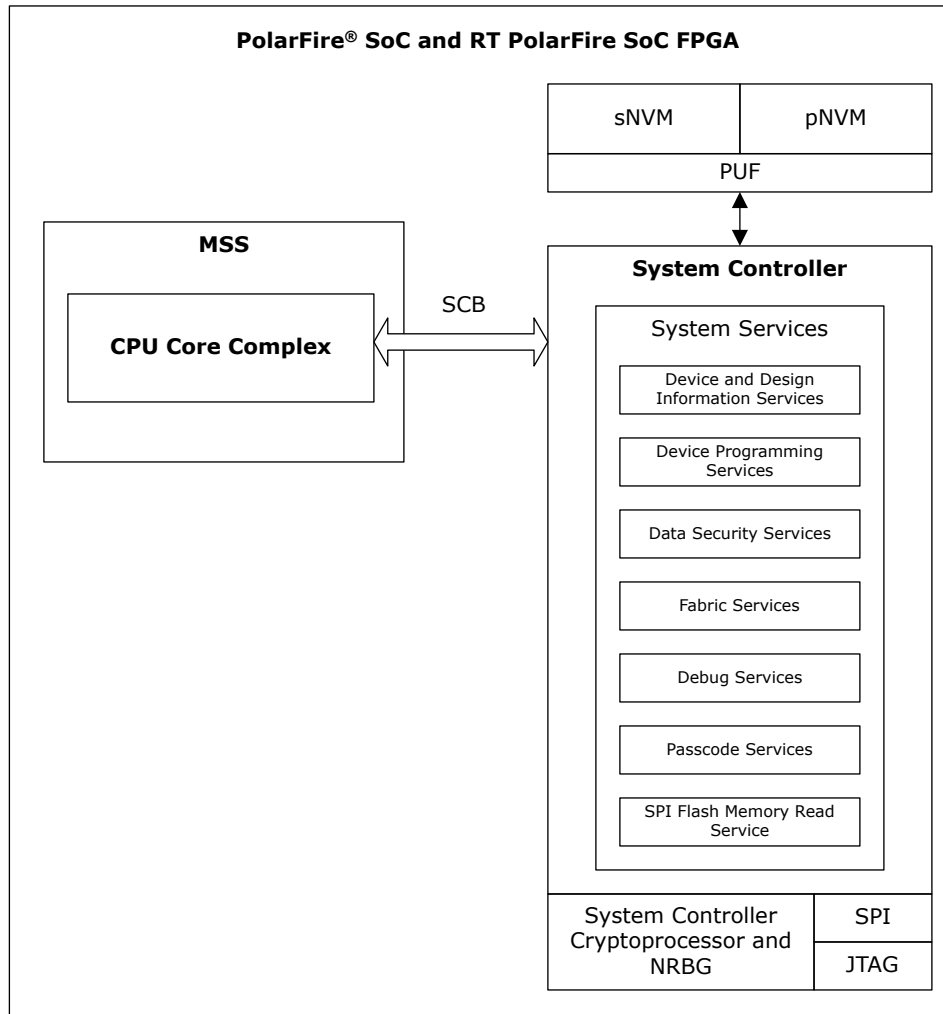 PolarFire® SoC and RT PolarFire SoC FPGA
sNVM
pNVM
PUF
MSS
CPU Core Complex
SCB
System Controller
System Services
Device and Design
Information Services
Device Programming
Services
Data Security Services
Fabric Services
Debug Services
Passcode Services
SPI Flash Memory Read
Service
System Controller
Cryptoprocessor and
NRBG
SPI
JTAG